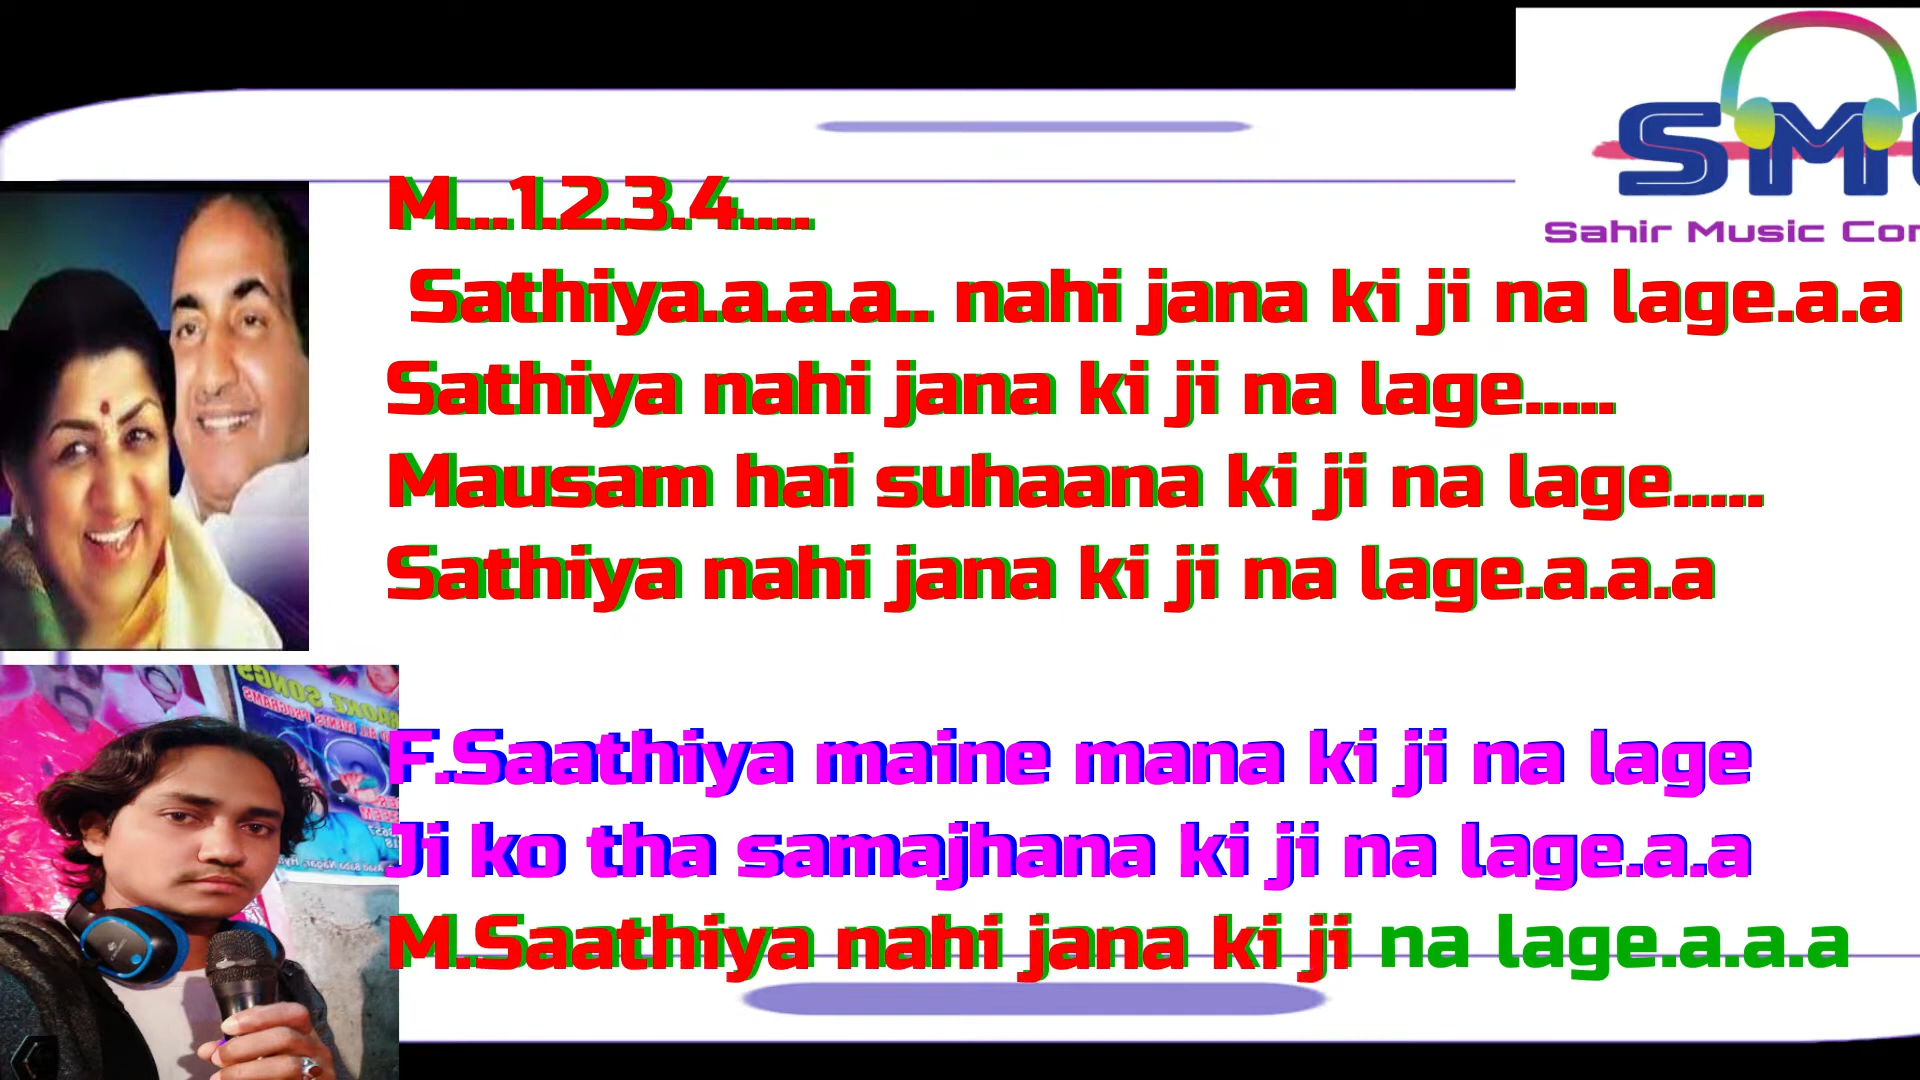 SM
Sahir Music
M...1.2.3.4....
Sathiya.a.a.a.. nahi jana ki ji na lage.a.a
Sathiya nahi jana ki ji na lage.....
Mausam hai suhaana ki ji na lage.....
Sathiya nahi jana ki ji na lage.a.a.a
SONGS
F..Saathiya maine mana ki ji na lage
Ji ko tha samajhana ki ji na lage.a.a
M..Saathiya nahi jana ki ji na lage.a.a.a